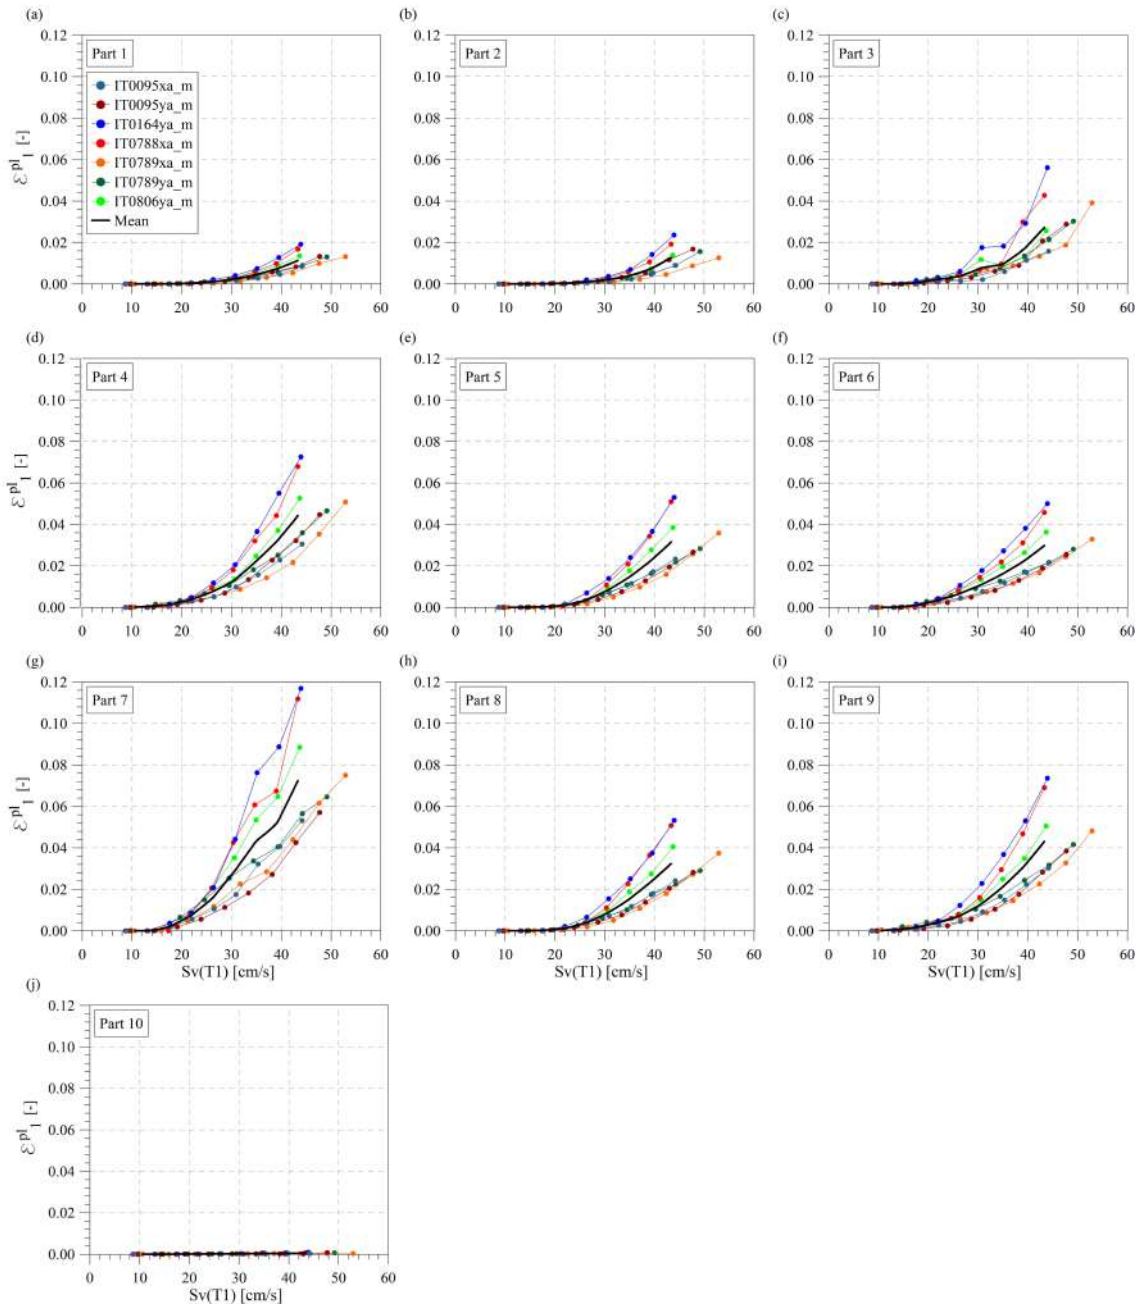 (a) (b) (c)
0.12 0.12 0.12
Part 1 Part 2 Part 3
0.10 0.10 0.10
IT0095xa_m
IT0095ya_m
0.08 0.08 0.08
IT0164ya_m
IT0788xa_m
0.06 0.06 0.06
IT0789xa_m
IT0789ya_m
0.04 0.04 0.04
IT0806ya_m
Mean
0.02 0.02 0.02
0.00 0.00 0.00
ε^pl_1 [-]
0 10 20 30 40 50 60 0 10 20 30 40 50 60 0 10 20 30 40 50 60
(d) (e) (f)
0.12 0.12 0.12
Part 4 Part 5 Part 6
0.10 0.10 0.10
0.08 0.08 0.08
0.06 0.06 0.06
0.04 0.04 0.04
0.02 0.02 0.02
0.00 0.00 0.00
ε^pl_1 [-]
0 10 20 30 40 50 60 0 10 20 30 40 50 60 0 10 20 30 40 50 60
(g) (h) (i)
0.12 0.12 0.12
Part 7 Part 8 Part 9
0.10 0.10 0.10
0.08 0.08 0.08
0.06 0.06 0.06
0.04 0.04 0.04
0.02 0.02 0.02
0.00 0.00 0.00
ε^pl_1 [-]
0 10 20 30 40 50 60 0 10 20 30 40 50 60 0 10 20 30 40 50 60
Sv(T1) [cm/s] Sv(T1) [cm/s] Sv(T1) [cm/s]
(j)
0.12
Part 10
0.10
0.08
0.06
0.04
0.02
0.00
ε^pl_1 [-]
0 10 20 30 40 50 60
Sv(T1) [cm/s]